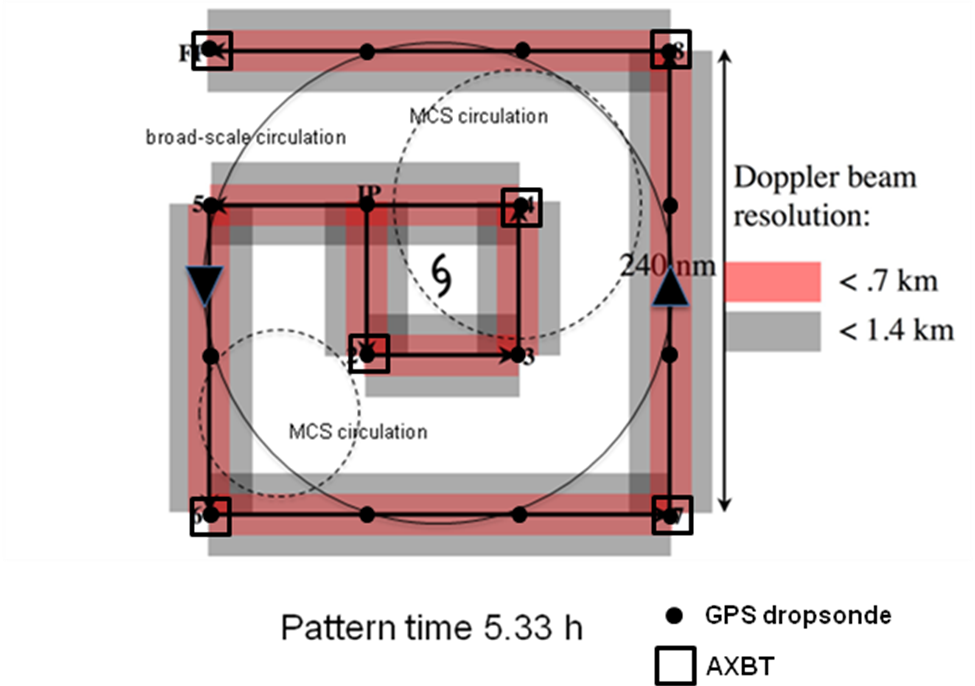 FP
8
MCS circulation
broad-scale circulation
Doppler beam
resolution:
IP
5
4
240 nm
< .7 km
< 1.4 km
2
3
MCS circulation
6
7
Pattern time 5.33 h
GPS dropsonde
AXBT